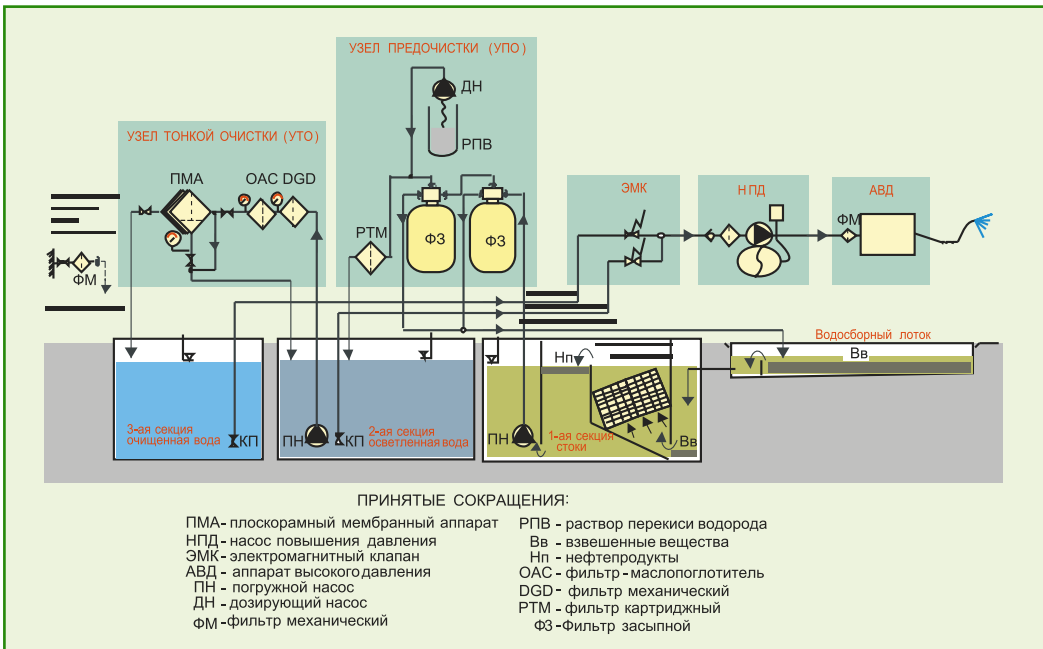 УЗЕЛ ПРЕДОЧИСТКИ (УПО)
ДН
РПВ
УЗЕЛ ТОНКОЙ ОЧИСТКИ (УТО)
ПМА
ОАС DGD
РТМ
ФЗ
ФЗ
ЭМК
НПД
АВД
ФМ
ФМ
Водосборный лоток
Вв
Нп
3-ая секция
очищенная вода
КП
ПН
КП
2-ая секция
осветленная вода
ПН
1-ая секция
стоки
Вв
ПРИНЯТЫЕ СОКРАЩЕНИЯ:
ПМА - плоскорамный мембранный аппарат
НПД - насос повышения давления
ЭМК - электромагнитный клапан
АВД - аппарат высокого давления
ПН - погружной насос
ДН - дозирующий насос
ФМ - фильтр механический
РПВ - раствор перекиси водорода
Вв - взвешенные вещества
Нп - нефтепродукты
ОАС - фильтр - маслопоглотитель
DGD - фильтр механический
РТМ - фильтр картриджный
ФЗ - Фильтр засыпной